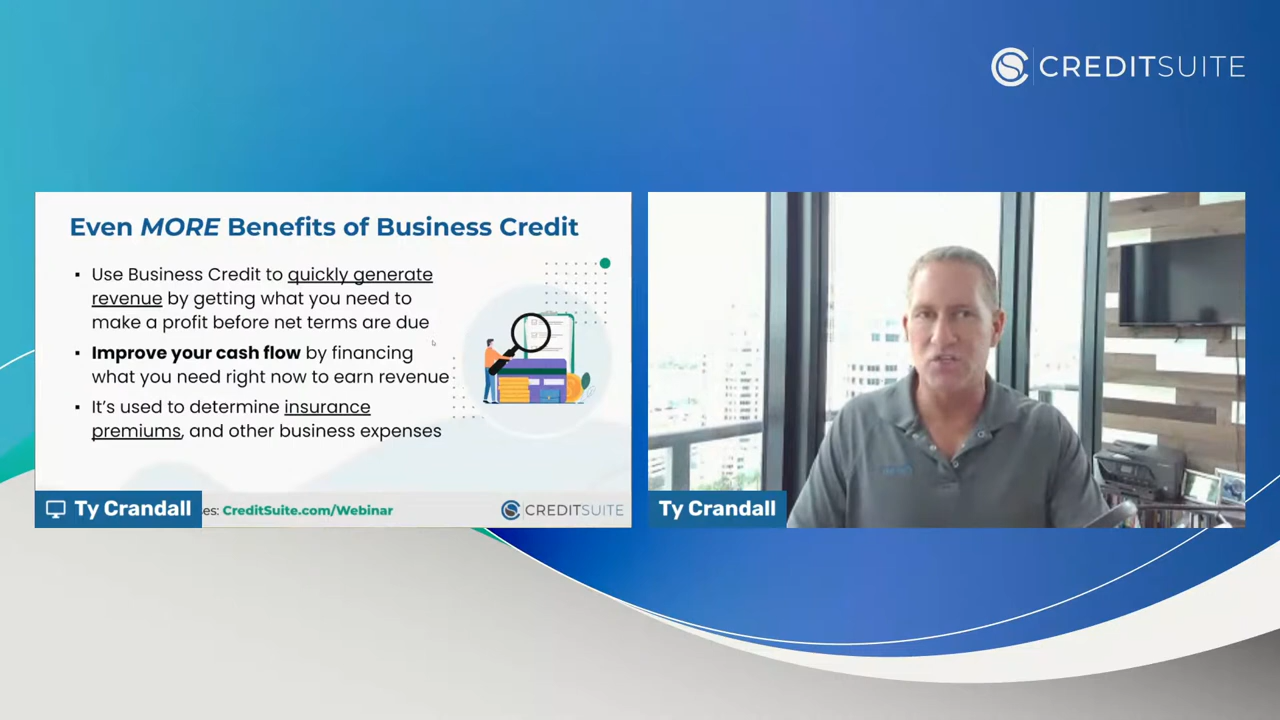 CREDITSUITE
Even MORE Benefits of Business Credit
▪ Use Business Credit to quickly generate
revenue by getting what you need to
make a profit before net terms are due
▪ Improve your cash flow by financing
what you need right now to earn revenue
▪ It's used to determine insurance
premiums, and other business expenses
Ty Crandall
es: CreditSuite.com/Webinar
CREDITSUITE
Ty Crandall